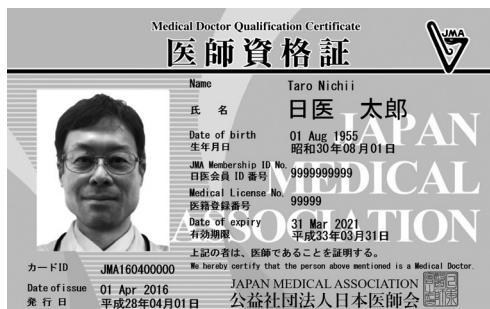 Medical Doctor Qualification Certificate
医師資格証
JMA
Name Taro Nichii
氏 名 日医 太郎
Date of birth 01 Aug 1955
生年月日 昭和30年08月01日
JMA Membership ID No.
日医会員 ID 番号 9999999999
Medical License No.
医籍登録番号 99999
Date of expiry 31 Mar 2021
有効期限 平成33年03月31日
JAPAN
MEDICAL
ASSOCIATION
上記の者は、医師であることを証明する。
We hereby certify that the person above mentioned is a Medical Doctor.
カードID JMA160400000
Date of issue 01 Apr 2016
発 行 日 平成28年04月01日
JAPAN MEDICAL ASSOCIATION
公益社団法人日本医師会